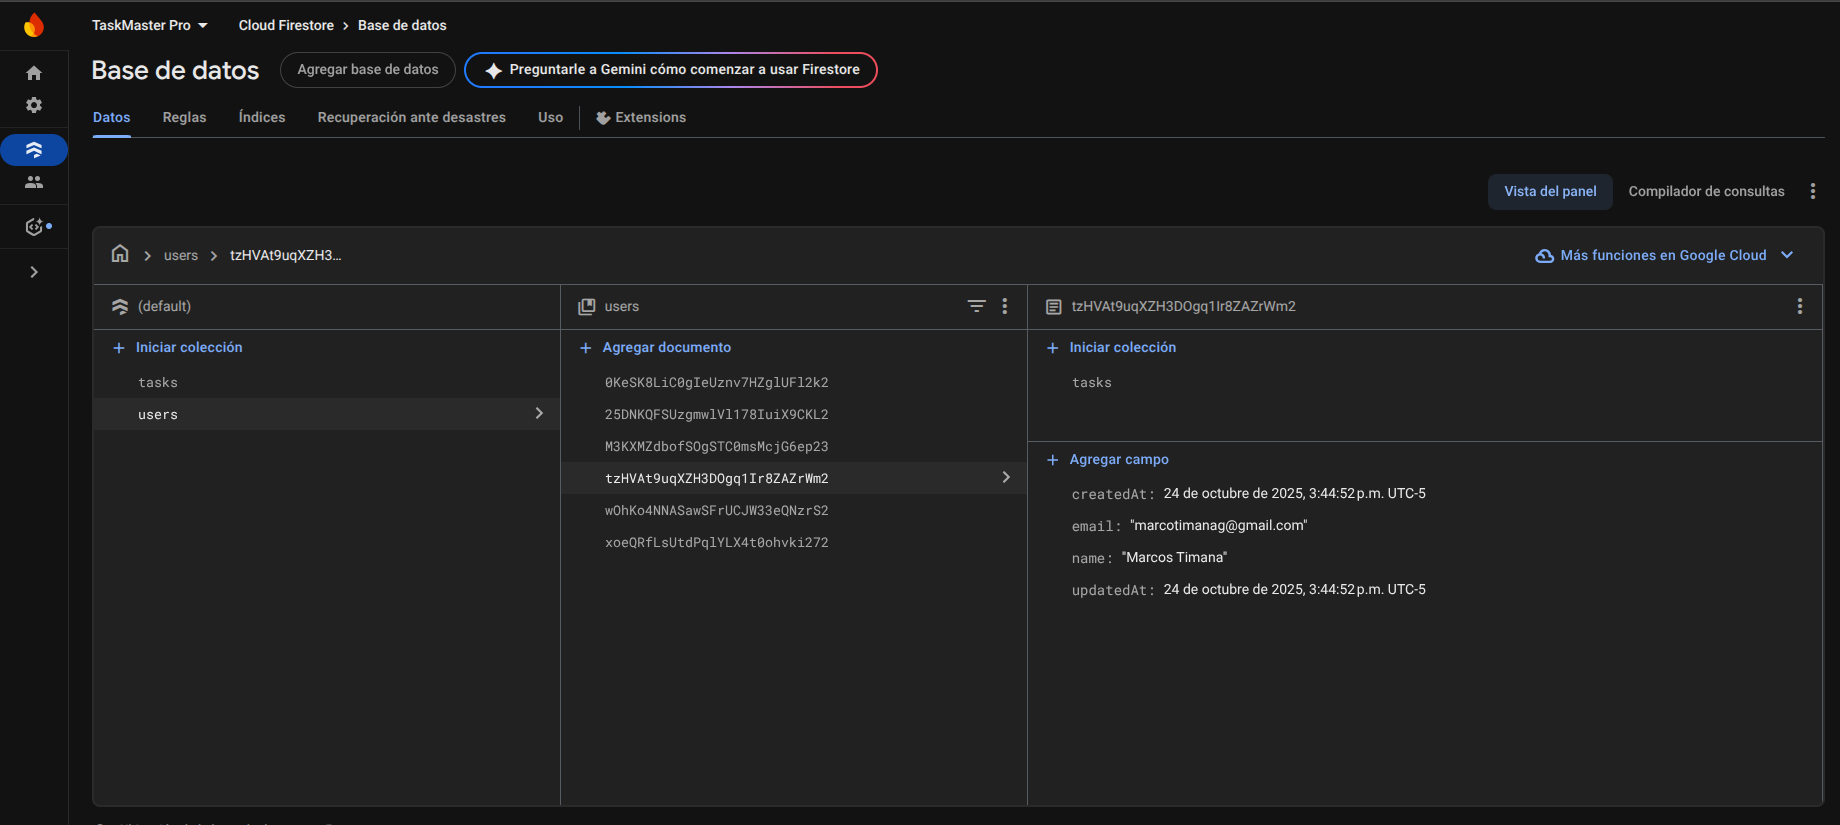 TaskMaster Pro
Cloud Firestore > Base de datos
Base de datos
Agregar base de datos
Preguntarle a Gemini cómo comenzar a usar Firestore
Datos
Reglas
Índices
Recuperación ante desastres
Uso
Extensions
Vista del panel
Compilador de consultas
users > tzHVAt9uqXZH3...
Más funciones en Google Cloud
(default)
+ Iniciar colección
tasks
users
users
+ Agregar documento
0KeSK8LiC0gIeUznv7HZglUFl2k2
25DNKQFSUzgmwlVl178IuiX9CKL2
M3KXMZdbofSOgSTC0msMcjG6ep23
tzHVAt9uqXZH3DOgq1Ir8ZAZrWm2
wOhKo4NNASawSFrUCJW33eQNzrS2
xoeQRfLsUtdPqlYLX4t0ohvki272
tzHVAt9uqXZH3DOgq1Ir8ZAZrWm2
+ Iniciar colección
tasks
+ Agregar campo
createdAt: 24 de octubre de 2025, 3:44:52 p.m. UTC-5
email: "marcotimanag@gmail.com"
name: "Marcos Timana"
updatedAt: 24 de octubre de 2025, 3:44:52 p.m. UTC-5